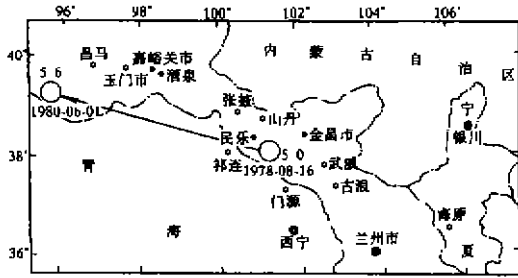 96 98 100 102 104 106
40°
昌马 嘉峪关市 内 蒙 古 自 治 区
5 6 玉门市 酒泉
1980-06-01
张掖 山丹 宁
民乐 金昌市 银川
38°
祁连 5 0 武威
青 1978-08-16 古浪
门源
海 西宁 兰州市 海原
36° 夏